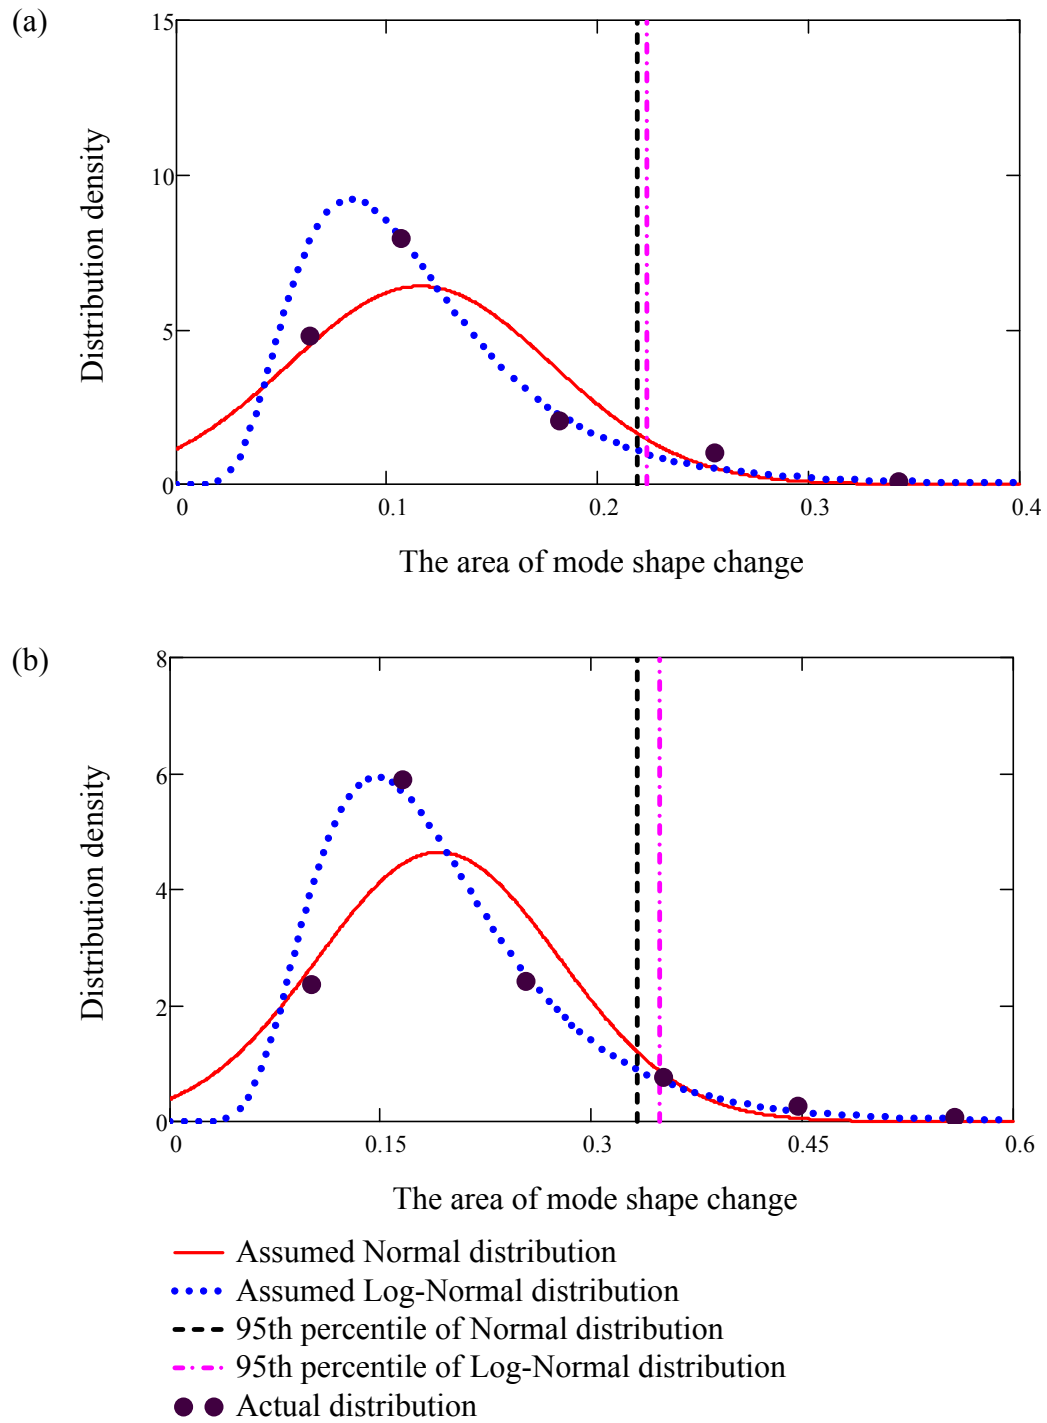 (a)
15
10
5
0
Distribution density
0 0.1 0.2 0.3 0.4
The area of mode shape change
(b)
8
6
4
2
0
Distribution density
0 0.15 0.3 0.45 0.6
The area of mode shape change
Assumed Normal distribution
Assumed Log-Normal distribution
95th percentile of Normal distribution
95th percentile of Log-Normal distribution
Actual distribution